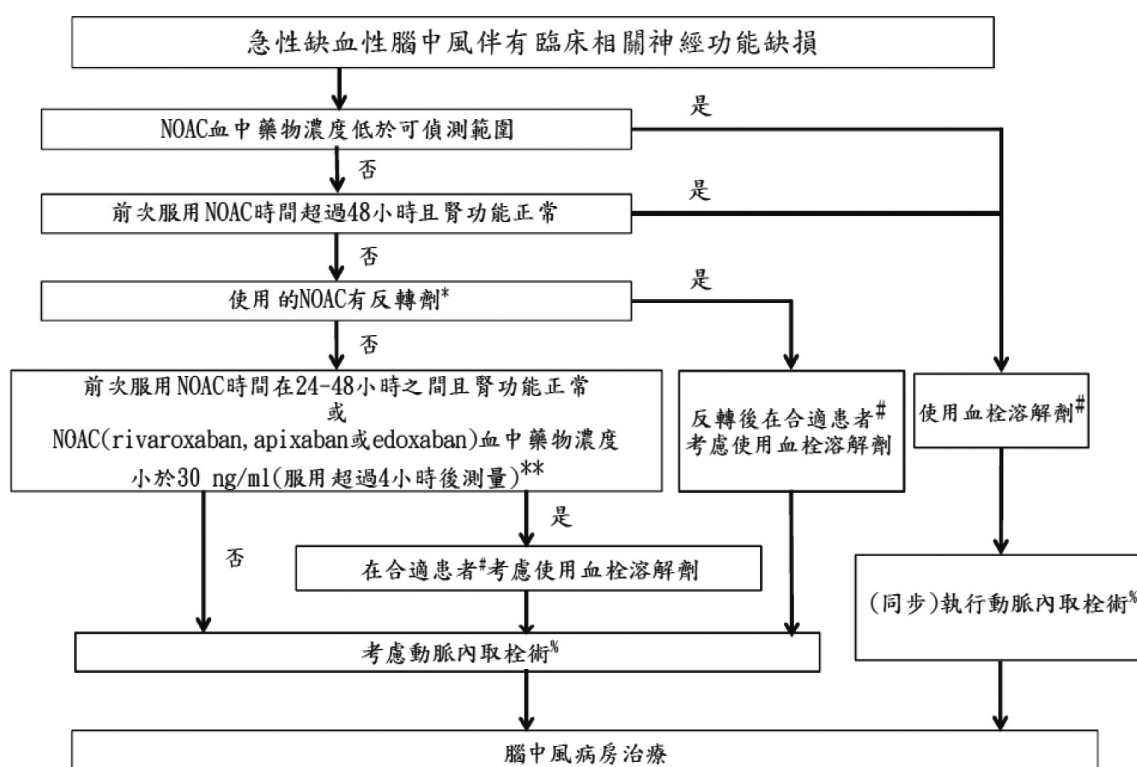 急性缺血性腦中風伴有臨床相關神經功能缺損
是
NOAC血中藥物濃度低於可偵測範圍
否
是
前次服用NOAC時間超過48小時且腎功能正常
否
是
使用的NOAC有反轉劑*
否
前次服用NOAC時間在24-48小時之間且腎功能正常
或
NOAC(rivaroxaban,apixaban或edoxaban)血中藥物濃度
小於30 ng/ml(服用超過4小時後測量)**
反轉後在合適患者#
考慮使用血栓溶解劑
使用血栓溶解劑#
是
否
在合適患者#考慮使用血栓溶解劑
(同步)執行動脈內取栓術%
考慮動脈內取栓術%
腦中風病房治療